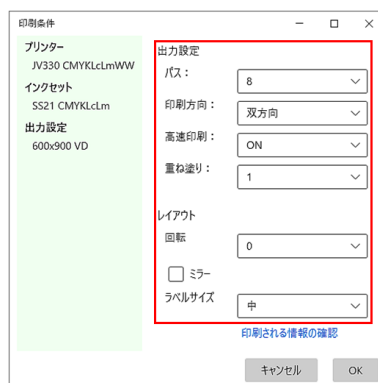 印刷条件
プリンター
JV330 CMYKLcLmWW
インクセット
SS21 CMYKLcLm
出力設定
600x900 VD
出力設定
パス： 8
印刷方向： 双方向
高速印刷： ON
重ね塗り： 1
レイアウト
回転 0
ミラー
ラベルサイズ 中
印刷される情報の確認
キャンセル OK